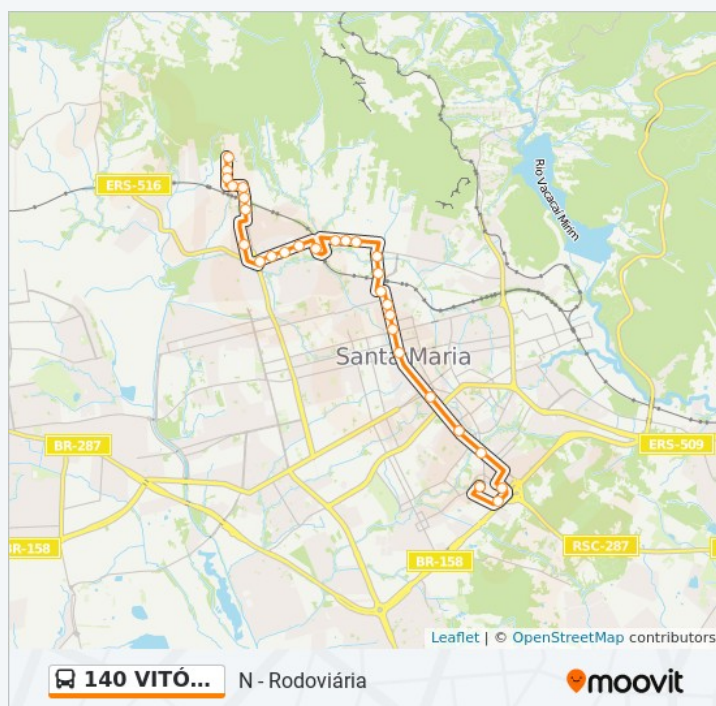 ERS-516
Rio Vacacaí Mirim
Santa Maria
BR-287
ERS-509
BR-158
RSC-287
BR-158
Leaflet | © OpenStreetMap contributors
140 VITÓ...
N - Rodoviária
moovit